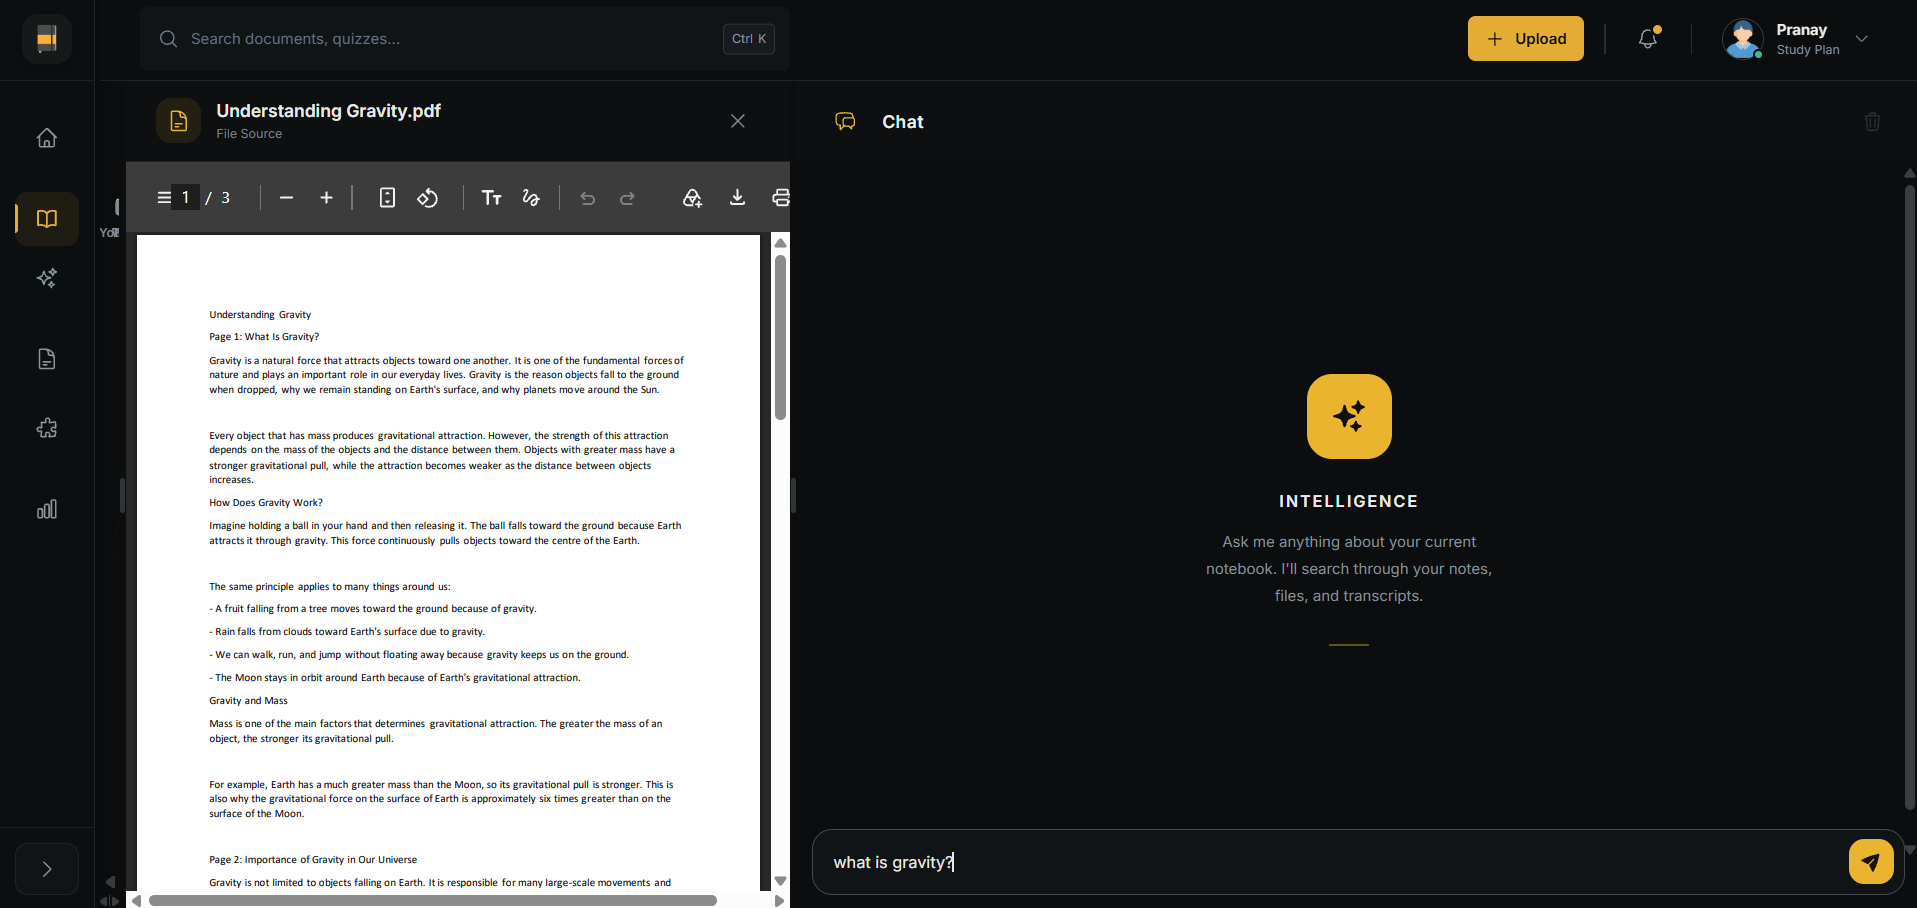 Search documents, quizzes...
Ctrl K
Upload
Pranay
Study Plan
Understanding Gravity.pdf
File Source
1 / 3
Understanding Gravity
Page 1: What Is Gravity?
Gravity is a natural force that attracts objects toward one another. It is one of the fundamental forces of
nature and plays an important role in our everyday lives. Gravity is the reason objects fall to the ground
when dropped, why we remain standing on Earth's surface, and why planets move around the Sun.
Every object that has mass produces gravitational attraction. However, the strength of this attraction
depends on the mass of the objects and the distance between them. Objects with greater mass have a
stronger gravitational pull, while the attraction becomes weaker as the distance between objects
increases.
How Does Gravity Work?
Imagine holding a ball in your hand and then releasing it. The ball falls toward the ground because Earth
attracts it through gravity. This force continuously pulls objects toward the centre of the Earth.
The same principle applies to many things around us:
- A fruit falling from a tree moves toward the ground because of gravity.
- Rain falls from clouds toward Earth's surface due to gravity.
- We can walk, run, and jump without floating away because gravity keeps us on the ground.
- The Moon stays in orbit around Earth because of Earth's gravitational attraction.
Gravity and Mass
Mass is one of the main factors that determines gravitational attraction. The greater the mass of an
object, the stronger its gravitational pull.
For example, Earth has a much greater mass than the Moon, so its gravitational pull is stronger. This is
also why the gravitational force on the surface of Earth is approximately six times greater than on the
surface of the Moon.
Page 2: Importance of Gravity in Our Universe
Gravity is not limited to objects falling on Earth. It is responsible for many large-scale movements and
Chat
INTELLIGENCE
Ask me anything about your current
notebook. I'll search through your notes,
files, and transcripts.
what is gravity?